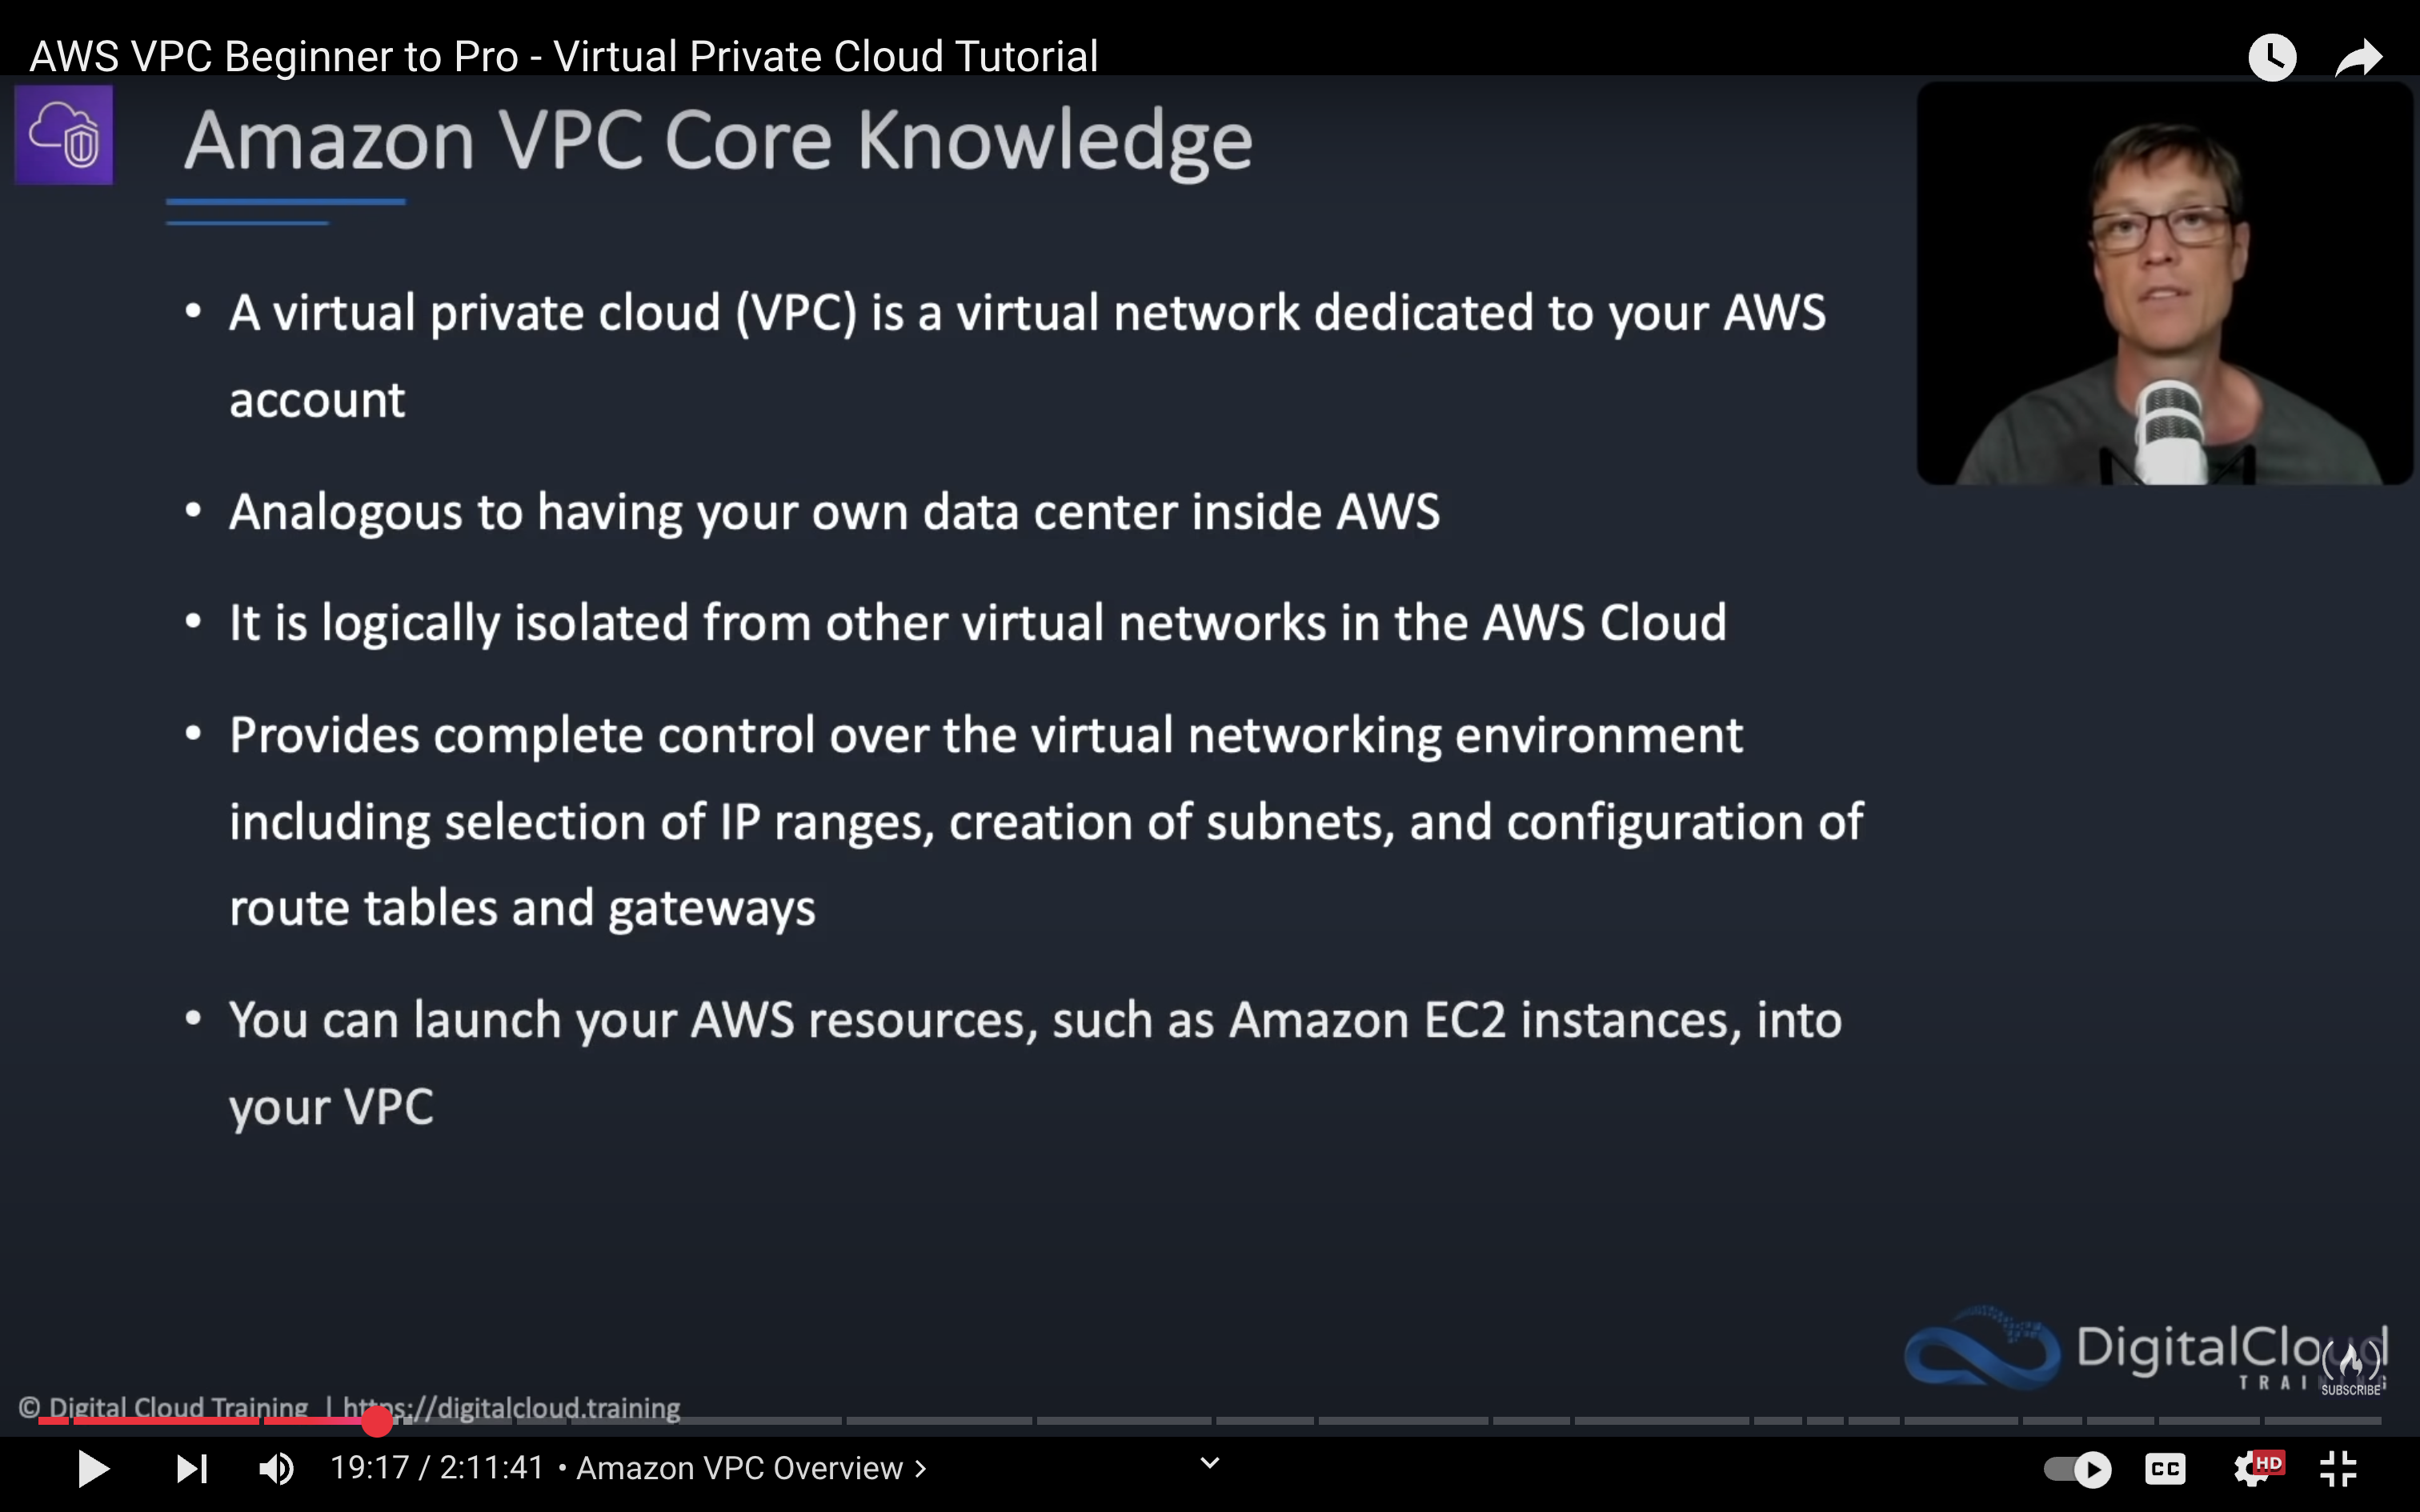 AWS VPC Beginner to Pro - Virtual Private Cloud Tutorial
Amazon VPC Core Knowledge
• A virtual private cloud (VPC) is a virtual network dedicated to your AWS
account
• Analogous to having your own data center inside AWS
• It is logically isolated from other virtual networks in the AWS Cloud
• Provides complete control over the virtual networking environment
including selection of IP ranges, creation of subnets, and configuration of
route tables and gateways
• You can launch your AWS resources, such as Amazon EC2 instances, into
your VPC
DigitalCloud
TRAINING
SUBSCRIBE
© Digital Cloud Training | https://digitalcloud.training
19:17 / 2:11:41 • Amazon VPC Overview >
CC
HD